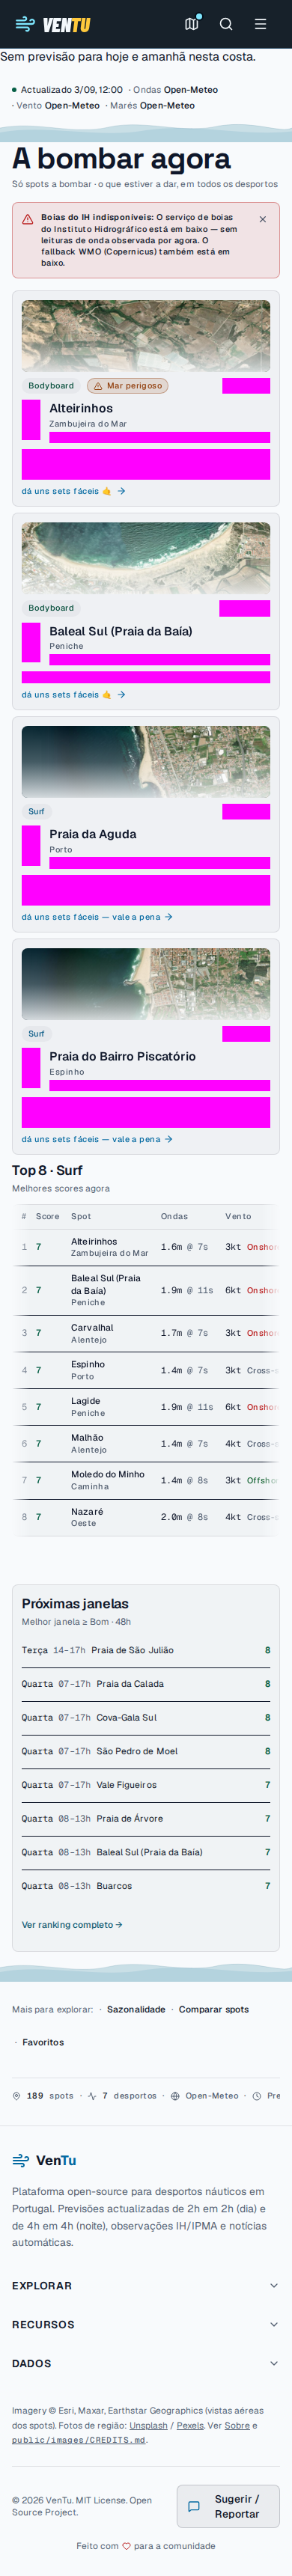 VENTU
Sem previsão para hoje e amanhã nesta costa.
Actualizado 3/09, 12:00 · Ondas Open-Meteo
· Vento Open-Meteo · Marés Open-Meteo
A bombar agora
Só spots a bombar · o que estiver a dar, em todos os desportos
Boias do IH indisponíveis: O serviço de boias
do Instituto Hidrográfico está em baixo — sem
leituras de onda observada por agora. O
fallback WMO (Copernicus) também está em
baixo.
Bodyboard Mar perigoso
Alteirinhos
Zambujeira do Mar
dá uns sets fáceis 🤙 →
Bodyboard
Baleal Sul (Praia da Baía)
Peniche
dá uns sets fáceis 🤙 →
Surf
Praia da Aguda
Porto
dá uns sets fáceis — vale a pena →
Surf
Praia do Bairro Piscatório
Espinho
dá uns sets fáceis — vale a pena →
Top 8 · Surf
Melhores scores agora
# Score Spot Ondas Vento
1 7 Alteirinhos 1.6m @ 7s 3kt Onshor
Zambujeira do Mar
2 7 Baleal Sul (Praia da Baía) 1.9m @ 11s 6kt Onshor
Peniche
3 7 Carvalhal 1.7m @ 7s 3kt Onshor
Alentejo
4 7 Espinho 1.4m @ 7s 3kt Cross-s
Porto
5 7 Lagide 1.9m @ 11s 6kt Onshor
Peniche
6 7 Malhão 1.4m @ 7s 4kt Cross-s
Alentejo
7 7 Moledo do Minho 1.4m @ 8s 3kt Offsho
Caminha
8 7 Nazaré 2.0m @ 8s 4kt Cross-s
Oeste
Próximas janelas
Melhor janela ≥ Bom · 48h
Terça 14–17h Praia de São Julião 8
Quarta 07–17h Praia da Calada 8
Quarta 07–17h Cova-Gala Sul 8
Quarta 07–17h São Pedro de Moel 8
Quarta 07–17h Vale Figueiros 7
Quarta 08–13h Praia de Árvore 7
Quarta 08–13h Baleal Sul (Praia da Baía) 7
Quarta 08–13h Buarcos 7
Ver ranking completo →
Mais para explorar: · Sazonalidade · Comparar spots
· Favoritos
189 spots · 7 desportos · Open-Meteo · Pre
VenTu
Plataforma open-source para desportos náuticos em
Portugal. Previsões actualizadas de 2h em 2h (dia) e
de 4h em 4h (noite), observações IH/IPMA e notícias
automáticas.
EXPLORAR
RECURSOS
DADOS
Imagery © Esri, Maxar, Earthstar Geographics (vistas aéreas
dos spots). Fotos de região: Unsplash / Pexels. Ver Sobre e
public/images/CREDITS.md.
© 2026 VenTu. MIT License. Open
Source Project.
Sugerir /
Reportar
Feito com ♡ para a comunidade